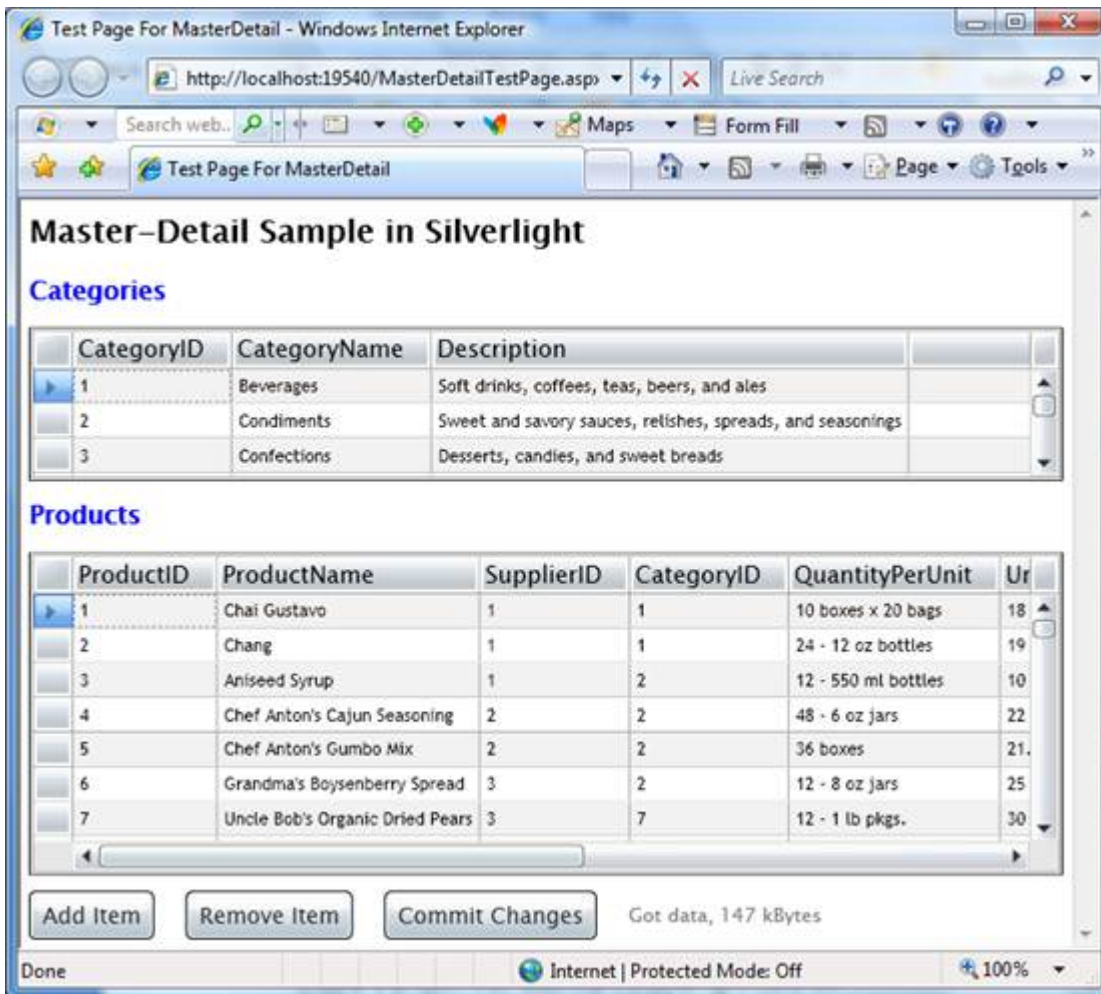 Test Page For MasterDetail - Windows Internet Explorer
http://localhost:19540/MasterDetailTestPage.aspx
Live Search
Search web..
Maps
Form Fill
Test Page For MasterDetail
Page
Tools
Master-Detail Sample in Silverlight
Categories
CategoryID CategoryName Description
1 Beverages Soft drinks, coffees, teas, beers, and ales
2 Condiments Sweet and savory sauces, relishes, spreads, and seasonings
3 Confections Desserts, candies, and sweet breads
Products
ProductID ProductName SupplierID CategoryID QuantityPerUnit Ur
1 Chai Gustavo 1 1 10 boxes x 20 bags 18
2 Chang 1 1 24 - 12 oz bottles 19
3 Aniseed Syrup 1 2 12 - 550 ml bottles 10
4 Chef Anton's Cajun Seasoning 2 2 48 - 6 oz jars 22
5 Chef Anton's Gumbo Mix 2 2 36 boxes 21.
6 Grandma's Boysenberry Spread 3 2 12 - 8 oz jars 25
7 Uncle Bob's Organic Dried Pears 3 7 12 - 1 lb pkgs. 30
Add Item Remove Item Commit Changes Got data, 147 kBytes
Done Internet | Protected Mode: Off 100%